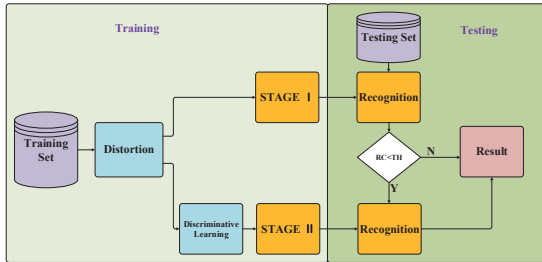 Training
Testing
Testing Set
Training
Set
Distortion
STAGE Ⅰ
Recognition
RC<TH
N
Y
Result
Discriminative
Learning
STAGE Ⅱ
Recognition